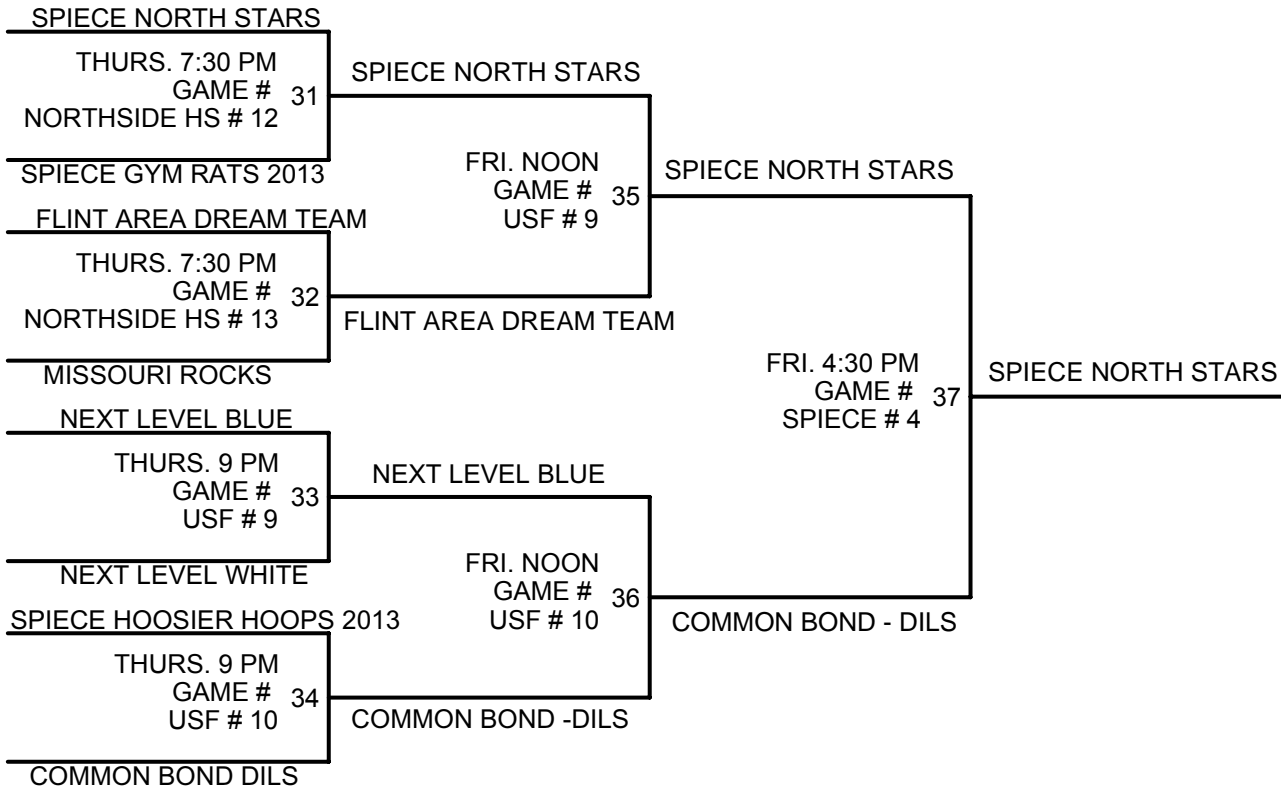 SPIECE NORTH STARS
THURS. 7:30 PM
GAME # 31
NORTHSIDE HS # 12
SPIECE GYM RATS 2013
FLINT AREA DREAM TEAM
THURS. 7:30 PM
GAME # 32
NORTHSIDE HS # 13
MISSOURI ROCKS
NEXT LEVEL BLUE
THURS. 9 PM
GAME # 33
USF # 9
NEXT LEVEL WHITE
SPIECE HOOSIER HOOPS 2013
THURS. 9 PM
GAME # 34
USF # 10
COMMON BOND DILS
SPIECE NORTH STARS
FRI. NOON
GAME # 35
USF # 9
FLINT AREA DREAM TEAM
NEXT LEVEL BLUE
FRI. NOON
GAME # 36
USF # 10
COMMON BOND -DILS
SPIECE NORTH STARS
FRI. 4:30 PM
GAME # 37
SPIECE # 4
COMMON BOND - DILS
SPIECE NORTH STARS